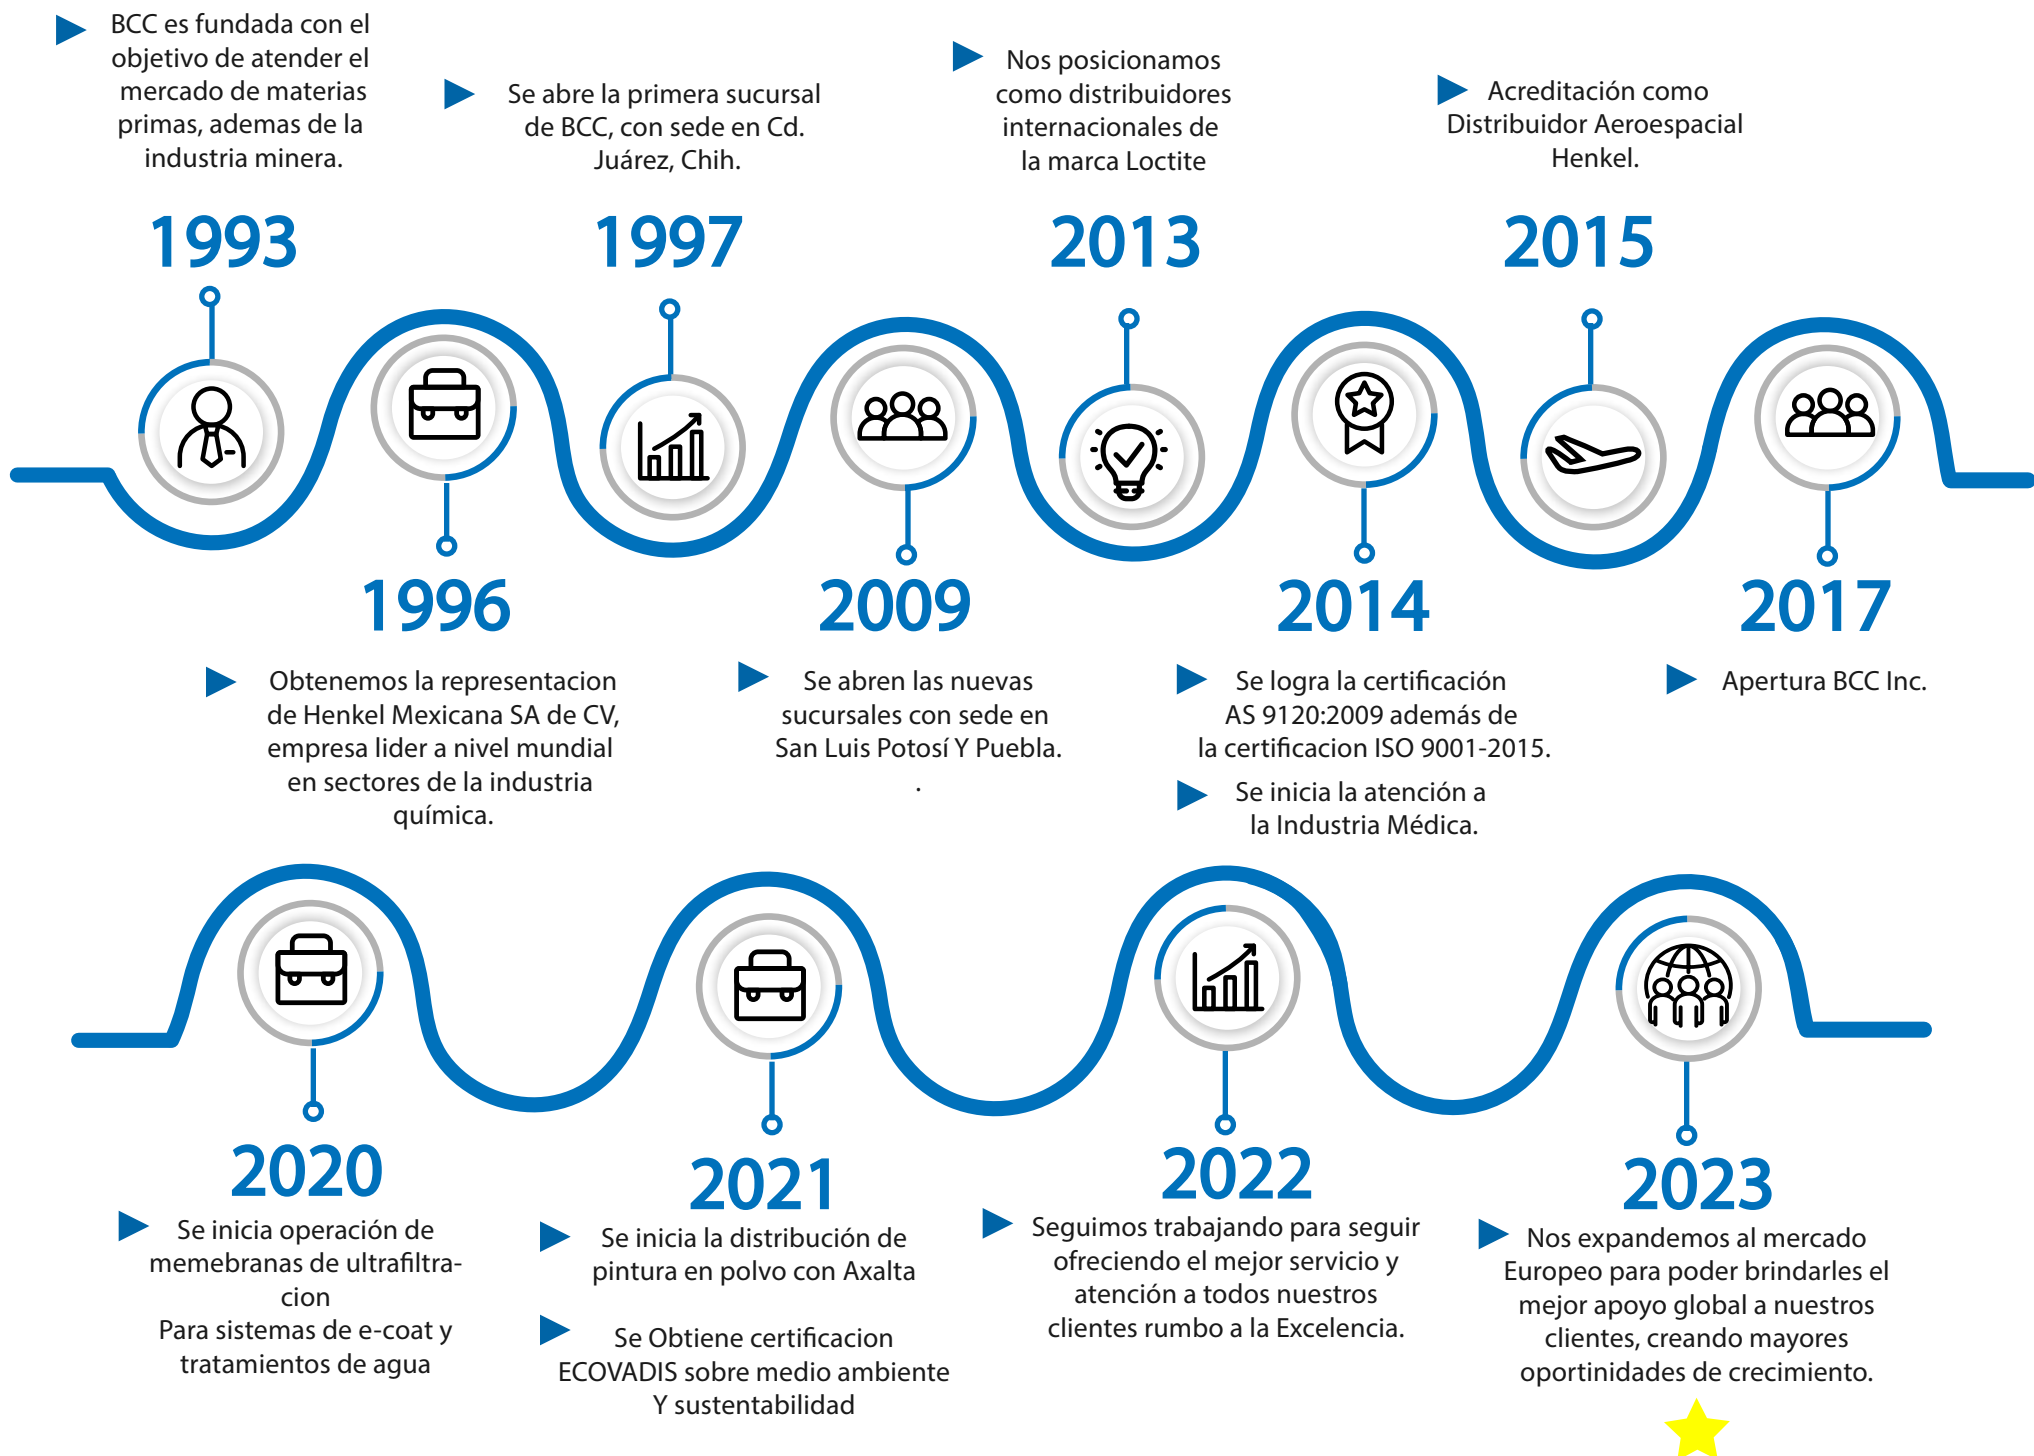 BCC es fundada con el
objetivo de atender el
mercado de materias
primas, ademas de la
industria minera.
1993
Obtenemos la representacion
de Henkel Mexicana SA de CV,
empresa lider a nivel mundial
en sectores de la industria
química.
1996
Se abre la primera sucursal
de BCC, con sede en Cd.
Juárez, Chih.
1997
2009
Se abren las nuevas
sucursales con sede en
San Luis Potosí Y Puebla.
.
Nos posicionamos
como distribuidores
internacionales de
la marca Loctite
2013
2014
Se logra la certificación
AS 9120:2009 además de
la certificacion ISO 9001-2015.
Se inicia la atención a
la Industria Médica.
Acreditación como
Distribuidor Aeroespacial
Henkel.
2015
2017
Apertura BCC Inc.
2020
Se inicia operación de
memebranas de ultrafiltra-
cion
Para sistemas de e-coat y
tratamientos de agua
2021
Se inicia la distribución de
pintura en polvo con Axalta
Se Obtiene certificacion
ECOVADIS sobre medio ambiente
Y sustentabilidad
2022
Seguimos trabajando para seguir
ofreciendo el mejor servicio y
atención a todos nuestros
clientes rumbo a la Excelencia.
2023
Nos expandemos al mercado
Europeo para poder brindarles el
mejor apoyo global a nuestros
clientes, creando mayores
oportinidades de crecimiento.